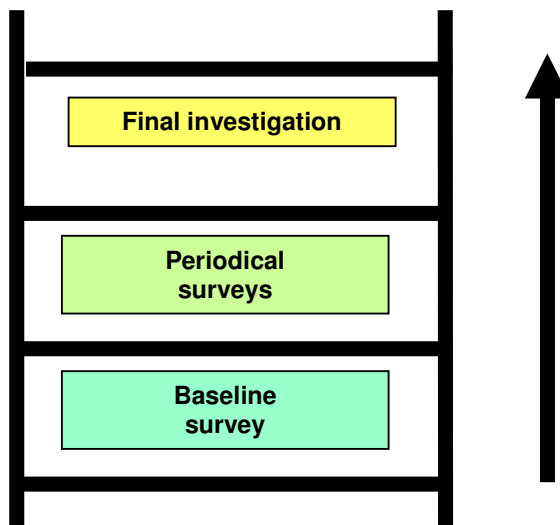 Final investigation
Periodical
surveys
Baseline
survey